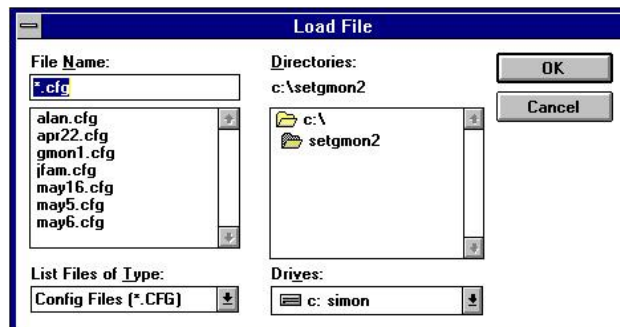 Load File
File Name:
*.cfg
alan.cfg
apr22.cfg
gmon1.cfg
jfam.cfg
may16.cfg
may5.cfg
may6.cfg
List Files of Type:
Config Files (*.CFG)
Directories:
c:\setgmon2
c:\
setgmon2
Drives:
c: simon
OK
Cancel